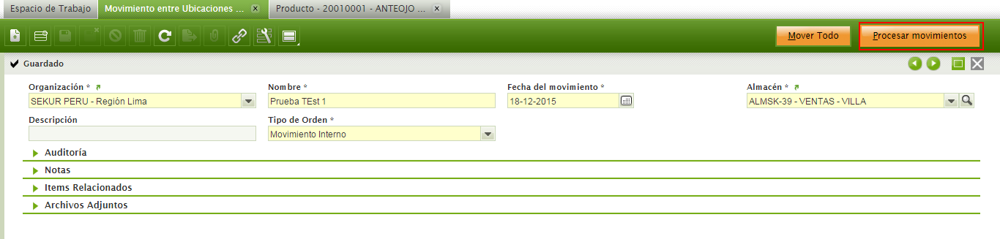 Espacio de Trabajo Movimiento entre Ubicaciones ... Producto - 20010001 - ANTEOJO ...
Mover Todo Procesar movimientos
Guardado
Organización * Nombre * Fecha del movimiento * Almacén *
SEKUR PERU - Región Lima Prueba TEst 1 18-12-2015 ALMSK-39 - VENTAS - VILLA
Descripción Tipo de Orden *
Movimiento Interno
Auditoría
Notas
Items Relacionados
Archivos Adjuntos